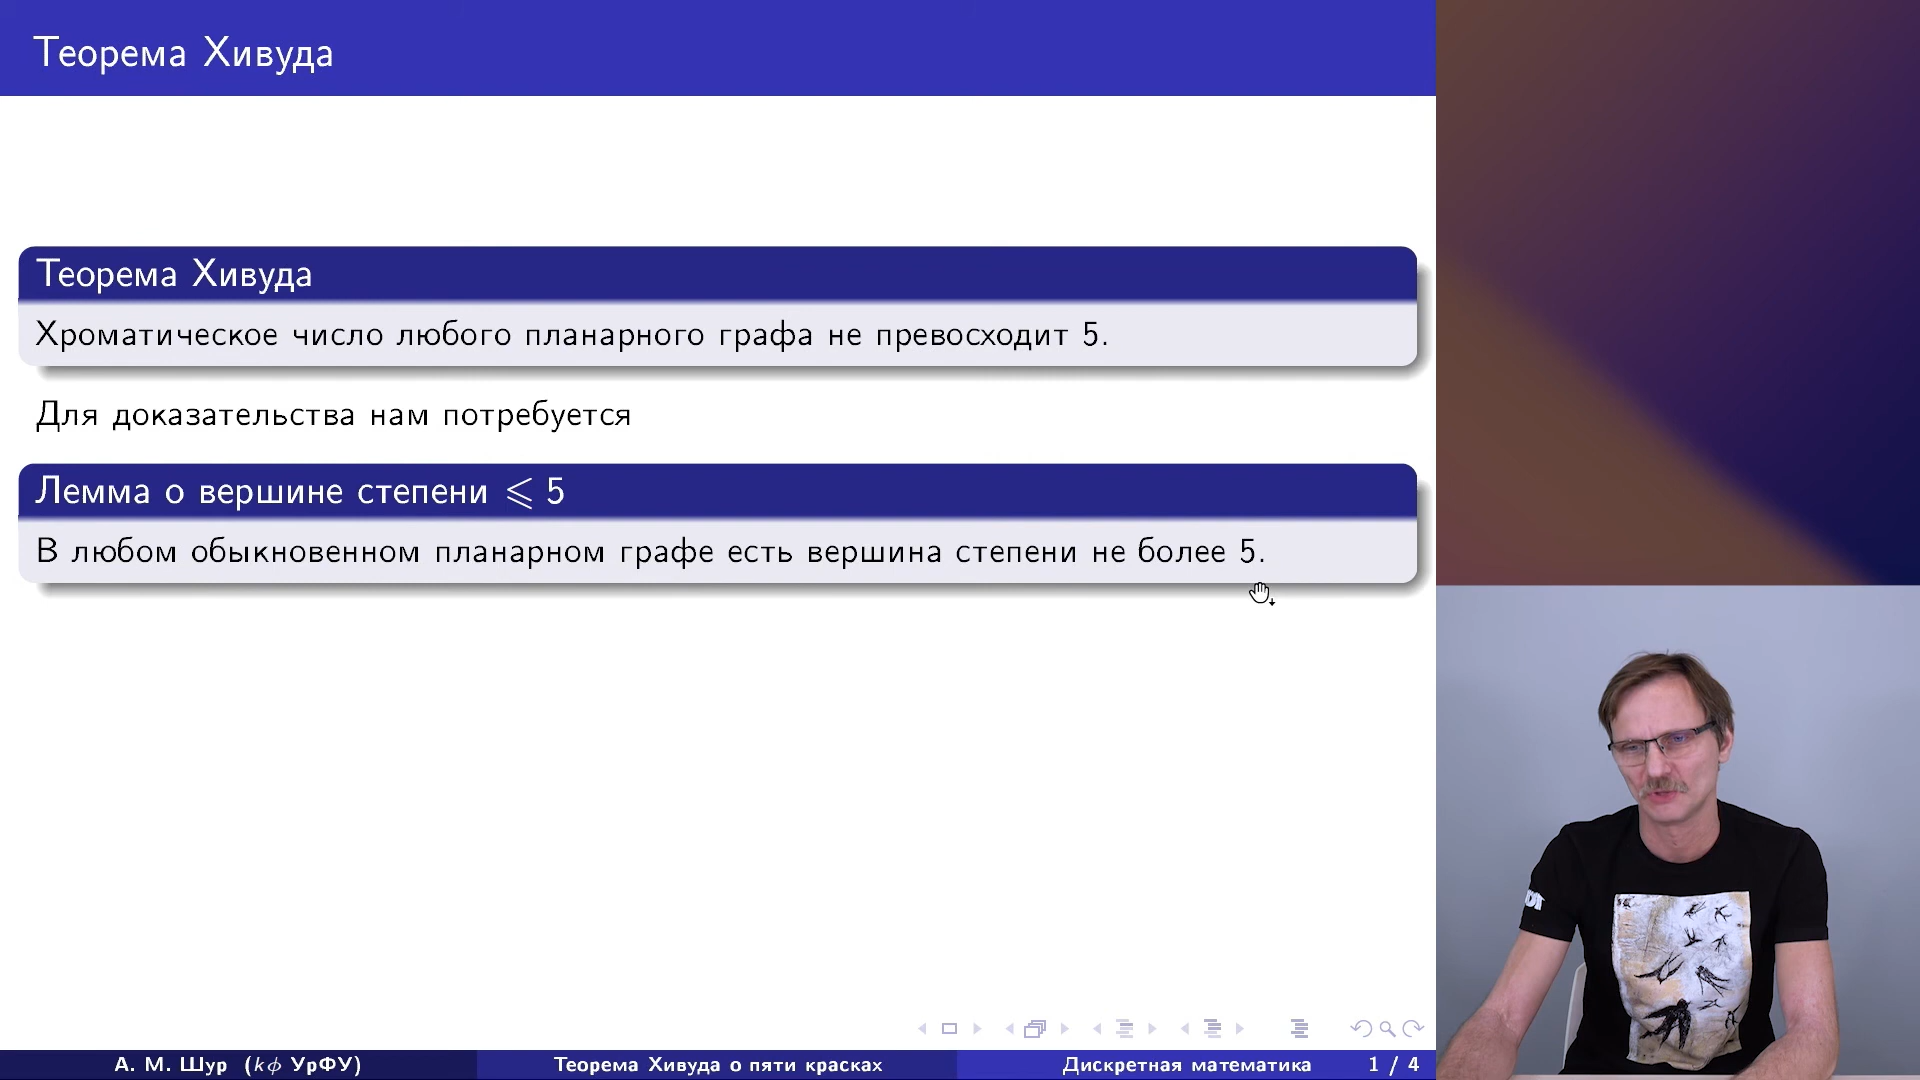 Теорема Хивуда
Теорема Хивуда
Хроматическое число любого планарного графа не превосходит 5.
Для доказательства нам потребуется
Лемма о вершине степени ⩽ 5
В любом обыкновенном планарном графе есть вершина степени не более 5.
А. М. Шур (kф УрФУ) Теорема Хивуда о пяти красках Дискретная математика 1 / 4